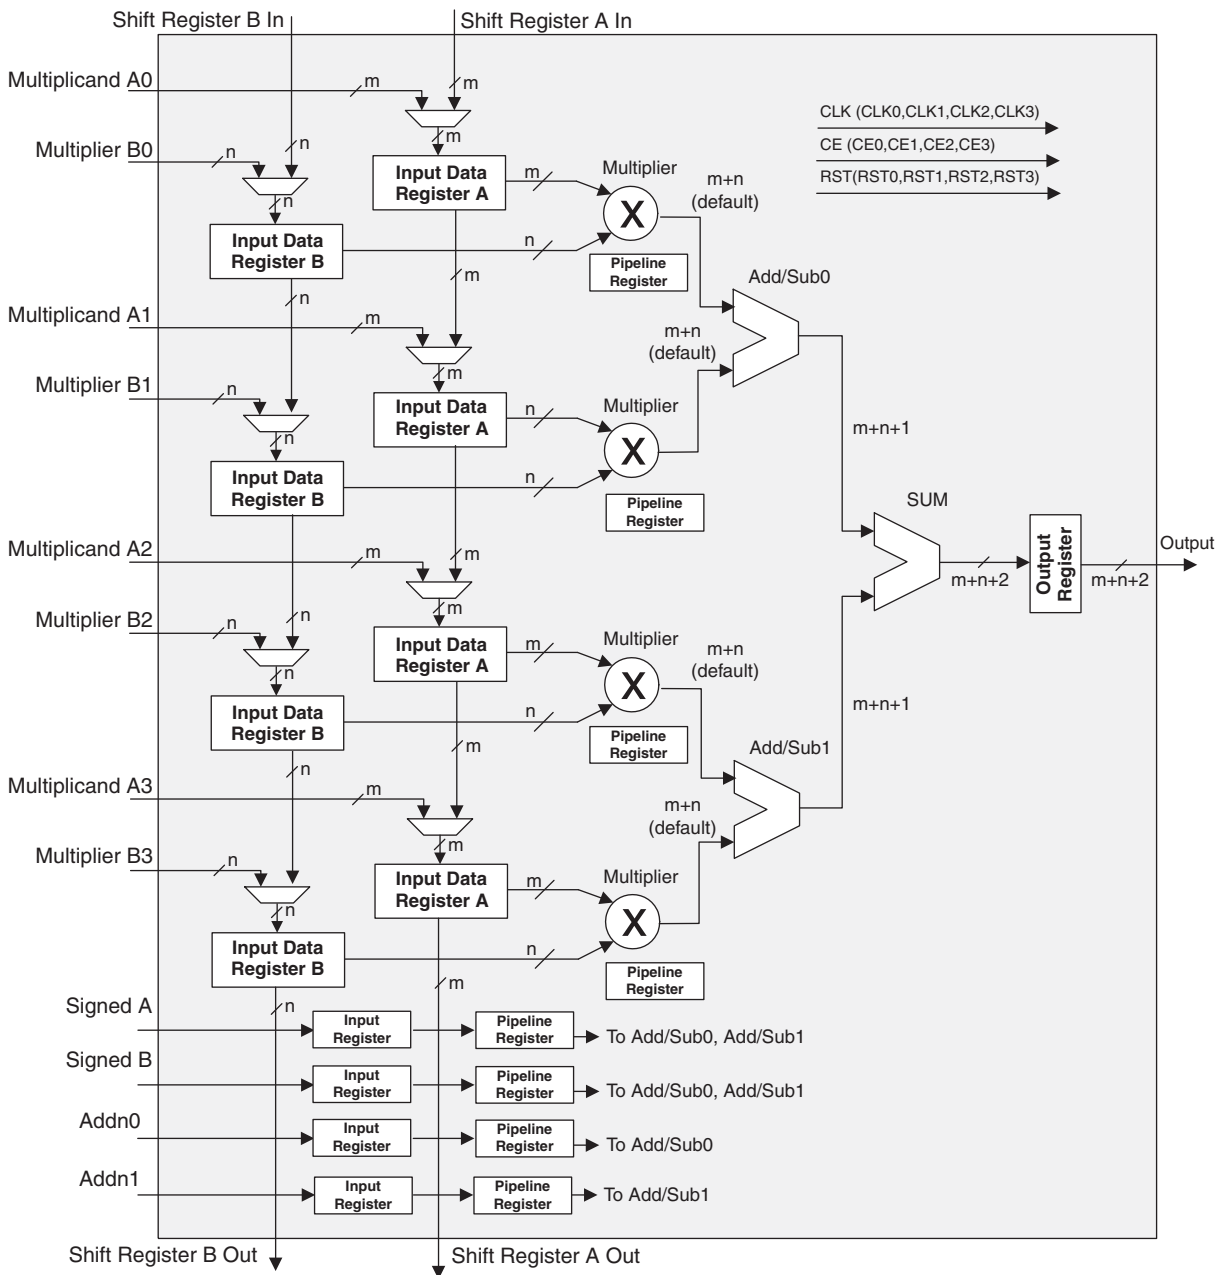 Shift Register B In
Shift Register A In
Multiplicand A0
m
m
CLK (CLK0,CLK1,CLK2,CLK3)
CE (CE0,CE1,CE2,CE3)
RST(RST0,RST1,RST2,RST3)
Multiplier B0
n
n
m
n
Input Data
Register A
m
Multiplier
X
m+n
(default)
Input Data
Register B
n
Pipeline
Register
m
n
Add/Sub0
Multiplicand A1
m
m+n
(default)
m
Multiplier B1
n
n
Input Data
Register A
n
Multiplier
X
m+n+1
Input Data
Register B
n
Pipeline
Register
SUM
Multiplicand A2
m
m
m
m+n+2
Output
Register
m+n+2
Output
Multiplier B2
n
n
n
Input Data
Register A
m
Multiplier
X
m+n
(default)
Input Data
Register B
n
Pipeline
Register
m+n+1
m
n
Add/Sub1
Multiplicand A3
m
m+n
(default)
m
Multiplier B3
n
n
Input Data
Register A
m
Multiplier
X
Input Data
Register B
n
Pipeline
Register
m
n
Signed A
Input
Register
Pipeline
Register
To Add/Sub0, Add/Sub1
Signed B
Input
Register
Pipeline
Register
To Add/Sub0, Add/Sub1
Addn0
Input
Register
Pipeline
Register
To Add/Sub0
Addn1
Input
Register
Pipeline
Register
To Add/Sub1
Shift Register B Out
Shift Register A Out